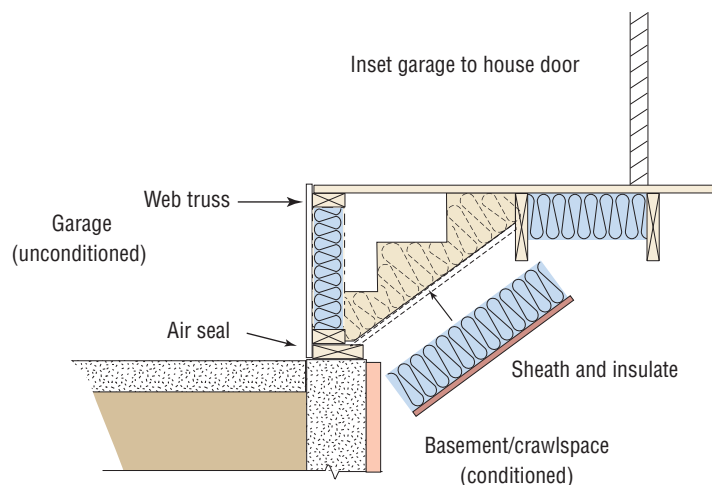 Inset garage to house door
Web truss
Garage
(unconditioned)
Air seal
Sheath and insulate
Basement/crawlspace
(conditioned)